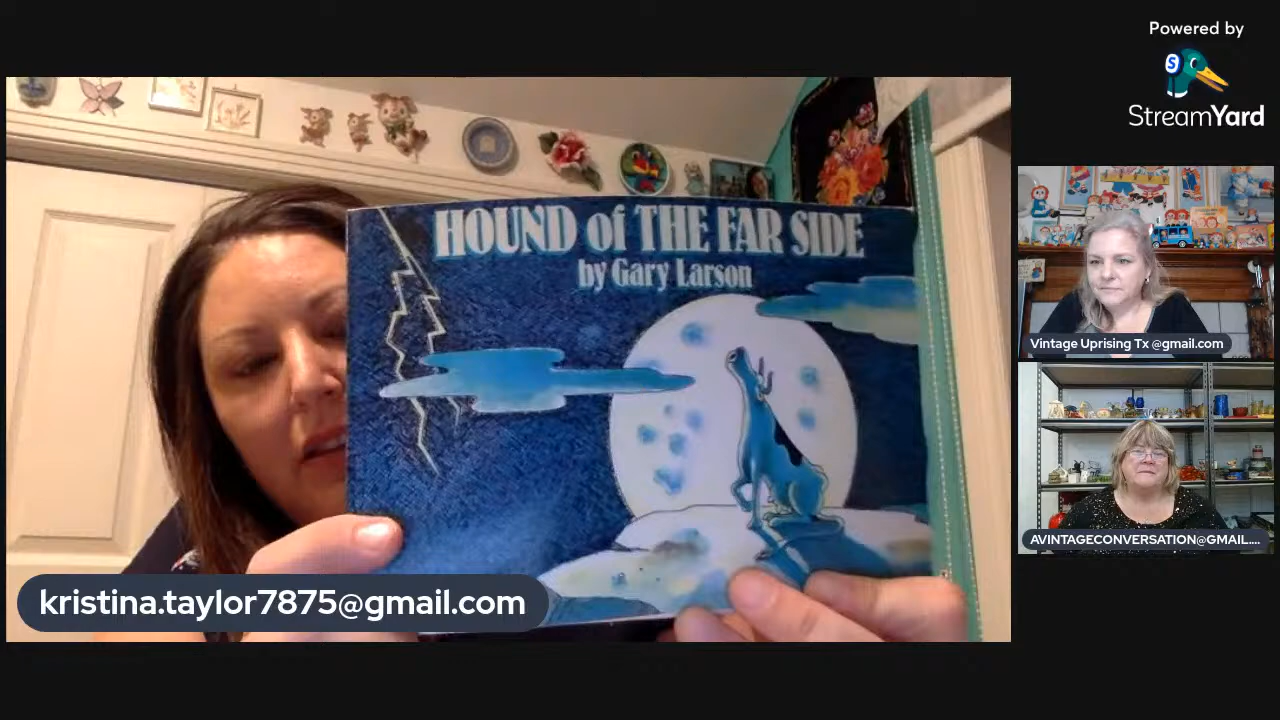 Powered by
StreamYard
HOUND of THE FAR SIDE
by Gary Larson
kristina.taylor7875@gmail.com
Vintage Uprising Tx @gmail.com
AVINTAGECONVERSATION@GMAIL....